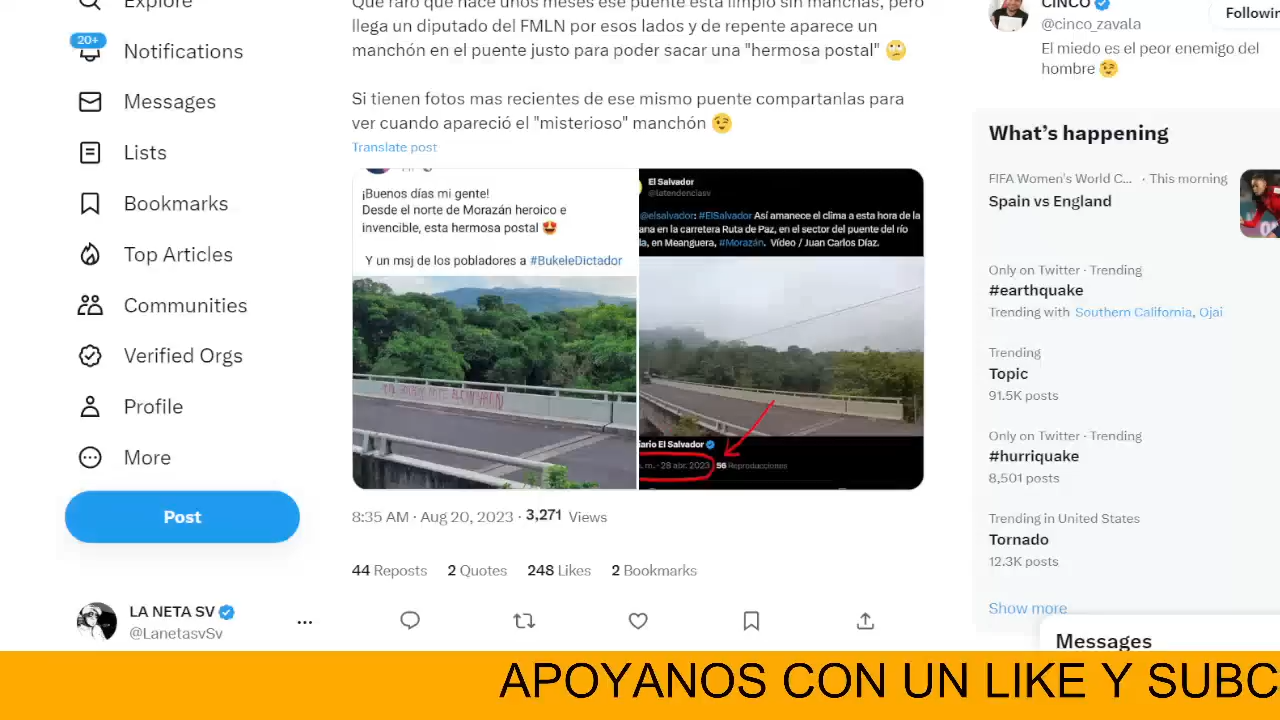 Explore
20+
Notifications
Messages
Lists
Bookmarks
Top Articles
Communities
Verified Orgs
Profile
More
Post
LA NETA SV
@LanetasvSv
...
Que raro que hace unos meses ese puente esta limpio sin manchas, pero
llega un diputado del FMLN por esos lados y de repente aparece un
manchón en el puente justo para poder sacar una "hermosa postal" 🙄
Si tienen fotos mas recientes de ese mismo puente compartanlas para
ver cuando apareció el "misterioso" manchón 😉
Translate post
¡Buenos días mi gente!
Desde el norte de Morazán heroico e
invencible, esta hermosa postal 🤩
Y un msj de los pobladores a #BukeleDictador
El Salvador
@latendenciasv
@elsalvador: #ElSalvador Así amanece el clima a esta hora de la
ana en la carretera Ruta de Paz, en el sector del puente del río
la, en Meanguera, #Morazán. Vídeo / Juan Carlos Díaz.
iario El Salvador
. m. · 28 abr. 2023 56 Reproducciones
8:35 AM · Aug 20, 2023 · 3,271 Views
44 Reposts 2 Quotes 248 Likes 2 Bookmarks
CINCO
@cinco_zavala
Followin
El miedo es el peor enemigo del
hombre 😉
What's happening
FIFA Women's World C... · This morning
Spain vs England
Only on Twitter · Trending
#earthquake
Trending with Southern California, Ojai
Trending
Topic
91.5K posts
Only on Twitter · Trending
#hurriquake
8,501 posts
Trending in United States
Tornado
12.3K posts
Show more
Messages
APOYANOS CON UN LIKE Y SUBC